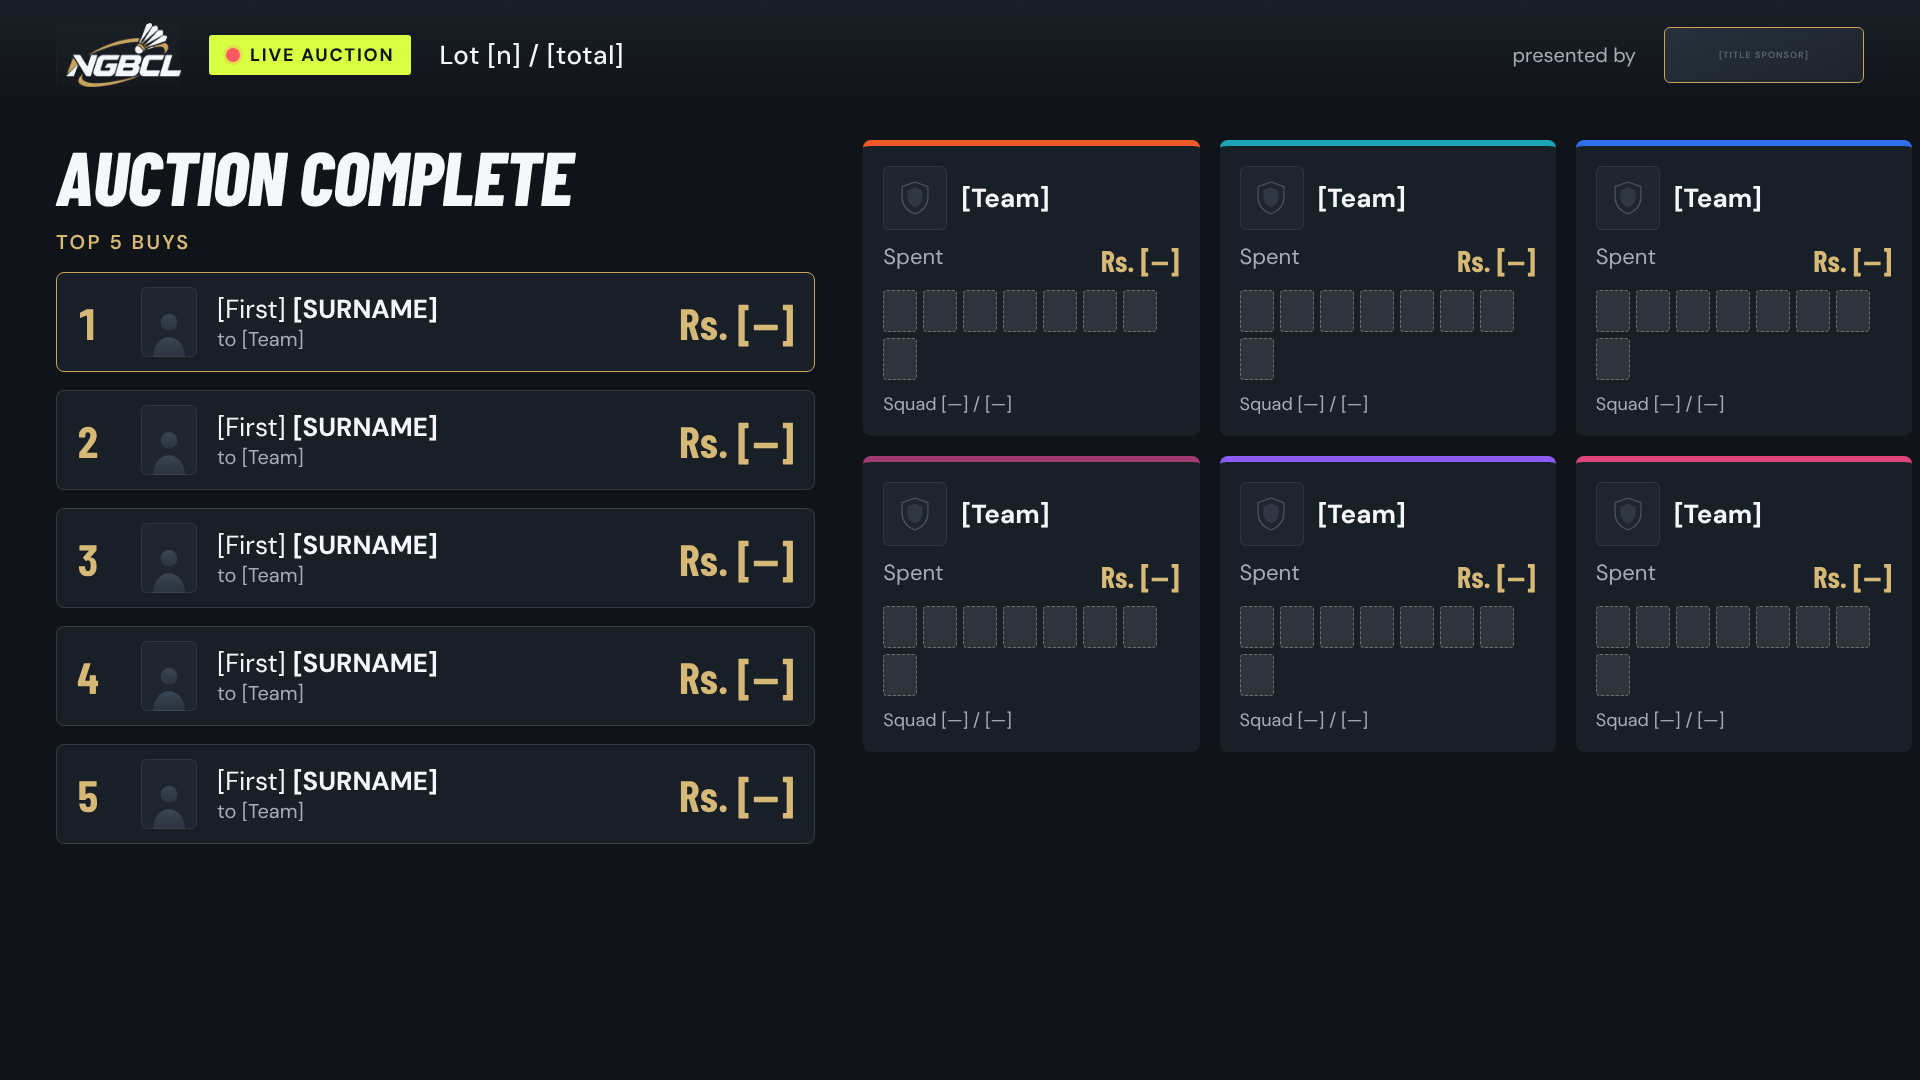 NGBCL
LIVE AUCTION
Lot [n] / [total]
presented by
[TITLE SPONSOR]
AUCTION COMPLETE
TOP 5 BUYS
1
[First] [SURNAME]
to [Team]
Rs. [—]
2
[First] [SURNAME]
to [Team]
Rs. [—]
3
[First] [SURNAME]
to [Team]
Rs. [—]
4
[First] [SURNAME]
to [Team]
Rs. [—]
5
[First] [SURNAME]
to [Team]
Rs. [—]
[Team]
Spent
Rs. [—]
Squad [—] / [—]
[Team]
Spent
Rs. [—]
Squad [—] / [—]
[Team]
Spent
Rs. [—]
Squad [—] / [—]
[Team]
Spent
Rs. [—]
Squad [—] / [—]
[Team]
Spent
Rs. [—]
Squad [—] / [—]
[Team]
Spent
Rs. [—]
Squad [—] / [—]